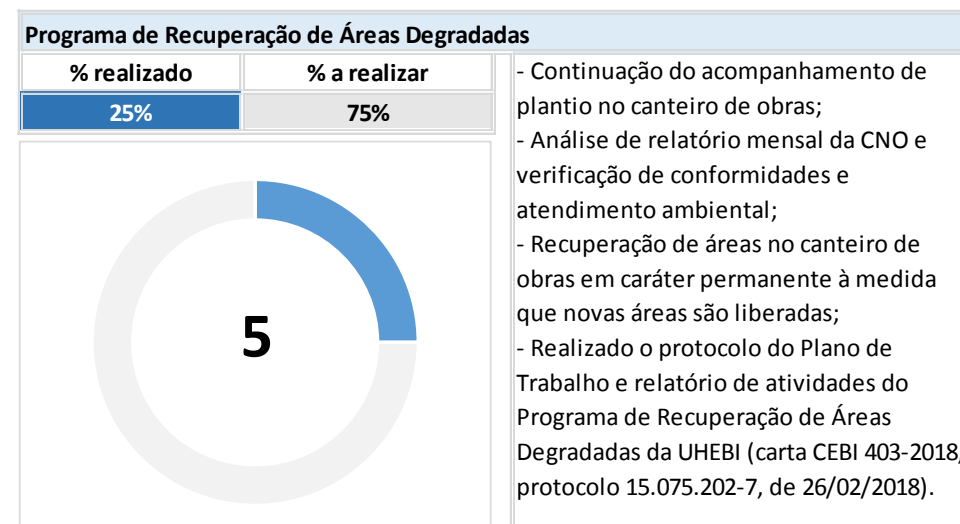 Programa de Recuperação de Áreas Degradadas
% realizado
% a realizar
25%
75%
5
- Continuação do acompanhamento de
plantio no canteiro de obras;
- Análise de relatório mensal da CNO e
verificação de conformidades e
atendimento ambiental;
- Recuperação de áreas no canteiro de
obras em caráter permanente à medida
que novas áreas são liberadas;
- Realizado o protocolo do Plano de
Trabalho e relatório de atividades do
Programa de Recuperação de Áreas
Degradadas da UHEBI (carta CEBI 403-2018,
protocolo 15.075.202-7, de 26/02/2018).